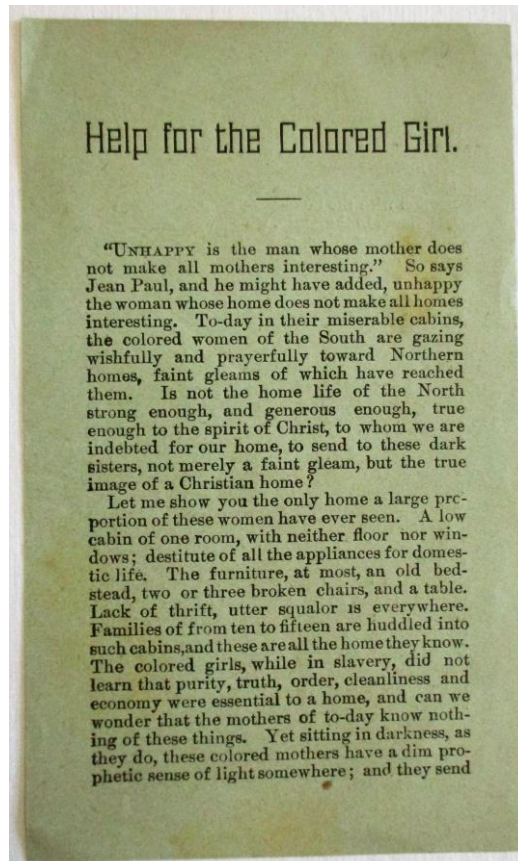 Help for the Colored Girl.
“UNHAPPY is the man whose mother does
not make all mothers interesting.” So says
Jean Paul, and he might have added, unhappy
the woman whose home does not make all homes
interesting. To-day in their miserable cabins,
the colored women of the South are gazing
wishfully and prayerfully toward Northern
homes, faint gleams of which have reached
them. Is not the home life of the North
strong enough, and generous enough, true
enough to the spirit of Christ, to whom we are
indebted for our home, to send to these dark
sisters, not merely a faint gleam, but the true
image of a Christian home?
Let me show you the only home a large pro-
portion of these women have ever seen. A low
cabin of one room, with neither floor nor win-
dows; destitute of all the appliances for domes-
tic life. The furniture, at most, an old bed-
stead, two or three broken chairs, and a table.
Lack of thrift, utter squalor is everywhere.
Families of from ten to fifteen are huddled into
such cabins,and these are all the home they know.
The colored girls, while in slavery, did not
learn that purity, truth, order, cleanliness and
economy were essential to a home, and can we
wonder that the mothers of to-day know noth-
ing of these things. Yet sitting in darkness, as
they do, these colored mothers have a dim pro-
phetic sense of light somewhere; and they send